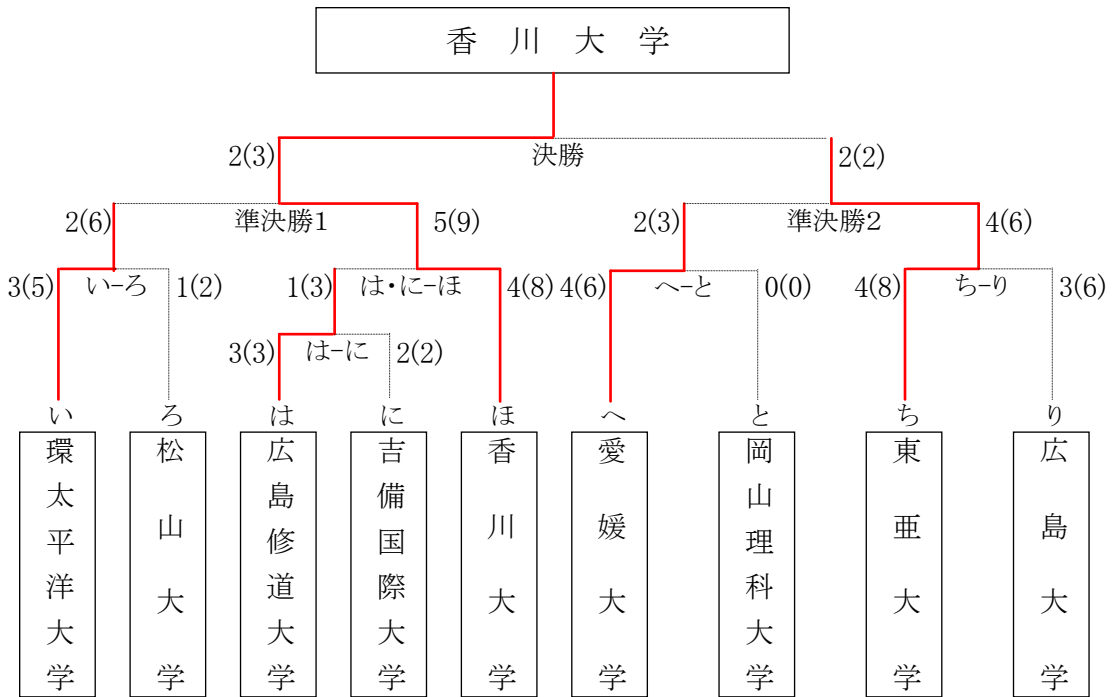 香川大学
決勝
2(3)
2(2)
準決勝1
2(6)
5(9)
準決勝2
2(3)
4(6)
い-ろ
3(5)
1(2)
は・に-ほ
1(3)
4(8)
へ-と
4(6)
0(0)
ち-り
4(8)
3(6)
は-に
3(3)
2(2)
い
ろ
は
に
ほ
へ
と
ち
り
環太平洋大学
松山大学
広島修道大学
吉備国際大学
香川大学
愛媛大学
岡山理科大学
東亜大学
広島大学